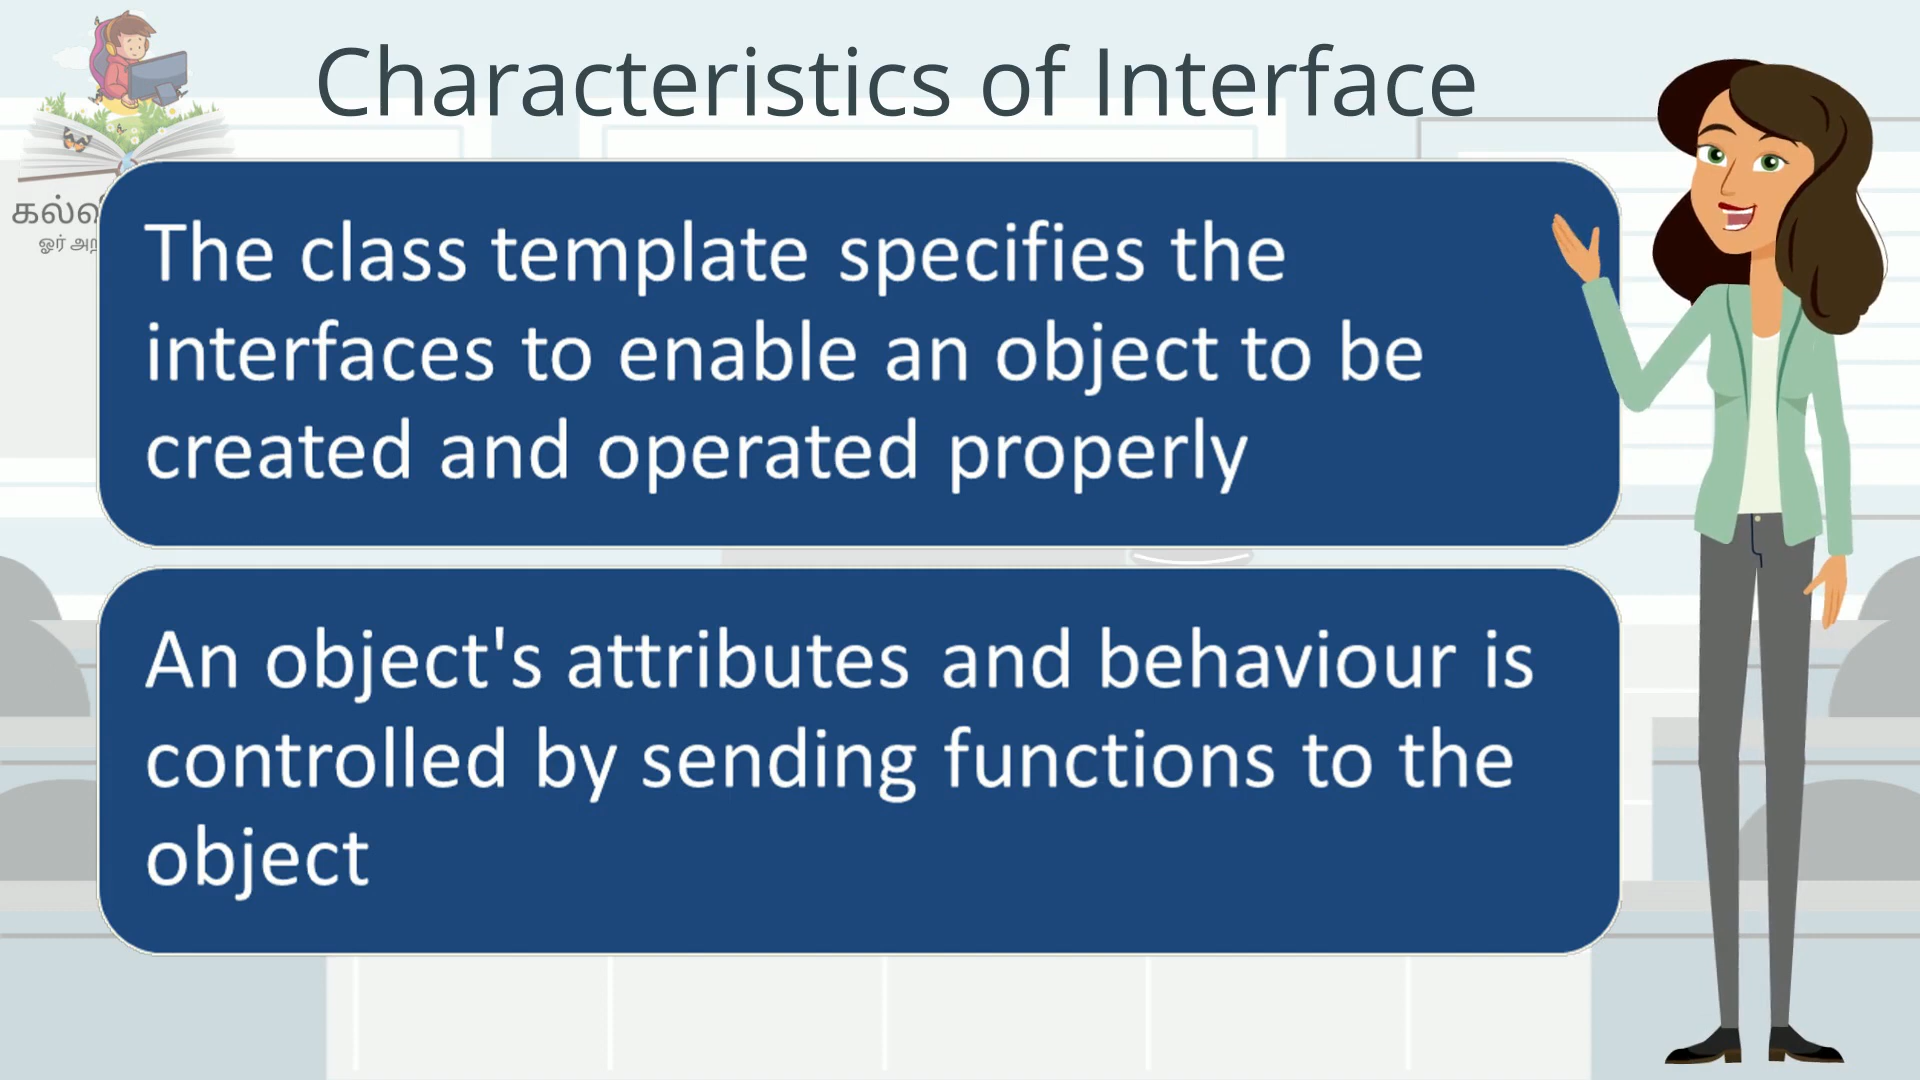 Characteristics of Interface
The class template specifies the
interfaces to enable an object to be
created and operated properly
An object's attributes and behaviour is
controlled by sending functions to the
object
ஓர்